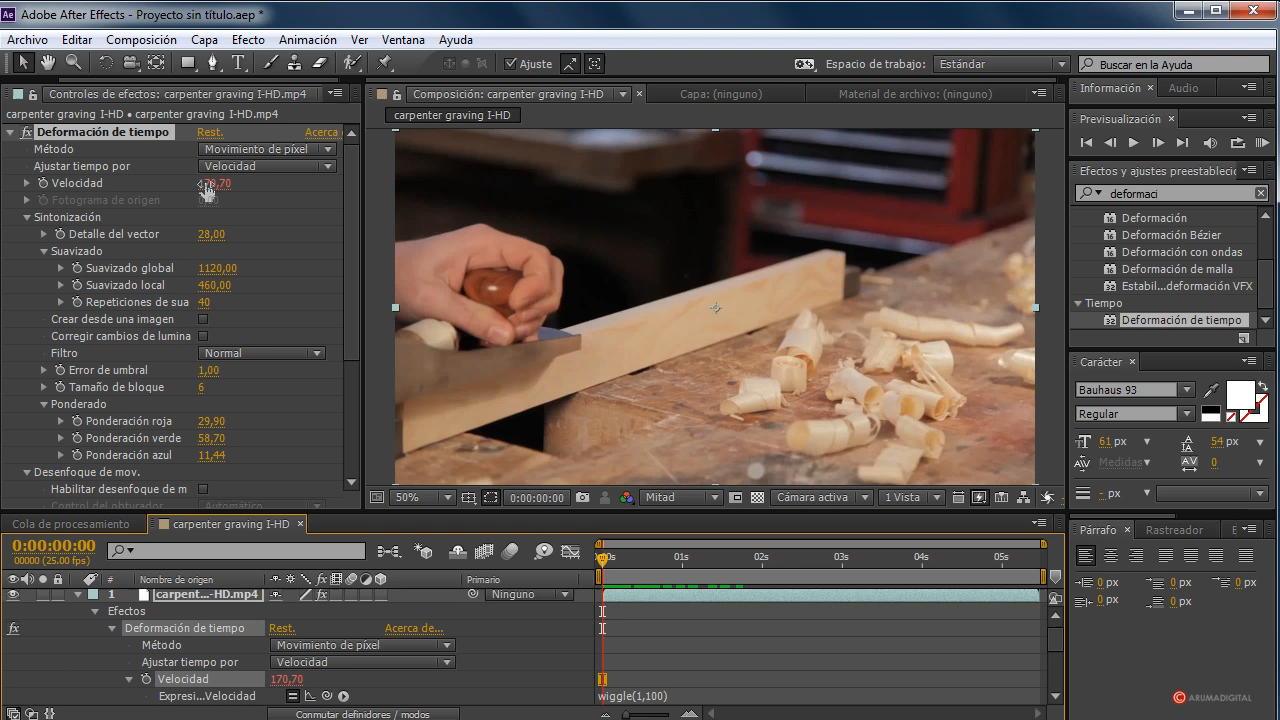 Adobe After Effects - Proyecto sin título.aep *
Archivo Editar Composición Capa Efecto Animación Ver Ventana Ayuda
Ajuste Espacio de trabajo: Estándar Buscar en la Ayuda
Controles de efectos: carpenter graving I-HD.mp4
carpenter graving I-HD • carpenter graving I-HD.mp4
Deformación de tiempo Rest. Acerca
Método Movimiento de píxel
Ajustar tiempo por Velocidad
Velocidad 70,70
Fotograma de origen
Sintonización
Detalle del vector 28,00
Suavizado
Suavizado global 1120,00
Suavizado local 460,00
Repeticiones de sua 40
Crear desde una imagen
Corregir cambios de lumina
Filtro Normal
Error de umbral 1,00
Tamaño de bloque 6
Ponderado
Ponderación roja 29,90
Ponderación verde 58,70
Ponderación azul 11,44
Desenfoque de mov.
Habilitar desenfoque de m
Control del obturador Automático
Composición: carpenter graving I-HD Capa: (ninguno) Material de archivo: (ninguno)
carpenter graving I-HD
50% 0:00:00:00 Mitad Cámara activa 1 Vista
Información Audio
Previsualización
Efectos y ajustes preestableci
deformaci
Deformación
Deformación Bézier
Deformación con ondas
Deformación de malla
Estabil...deformación VFX
Tiempo
Deformación de tiempo
Carácter
Bauhaus 93
Regular
61 px 54 px
Medidas 0
- px
Párrafo Rastreador
0 px 0 px 0 px
0 px 0 px
Cola de procesamiento carpenter graving I-HD
0:00:00:00
00000 (25.00 fps)
# Nombre de origen Primario
1 [carpent...-HD.mp4] Ninguno
Efectos
Deformación de tiempo Rest. Acerca de...
Método Movimiento de píxel
Ajustar tiempo por Velocidad
Velocidad 170,70
Expresi...Velocidad wiggle(1,100)
Conmutar definidores / modos
01s 02s 03s 04s 05s
ARUMADIGITAL